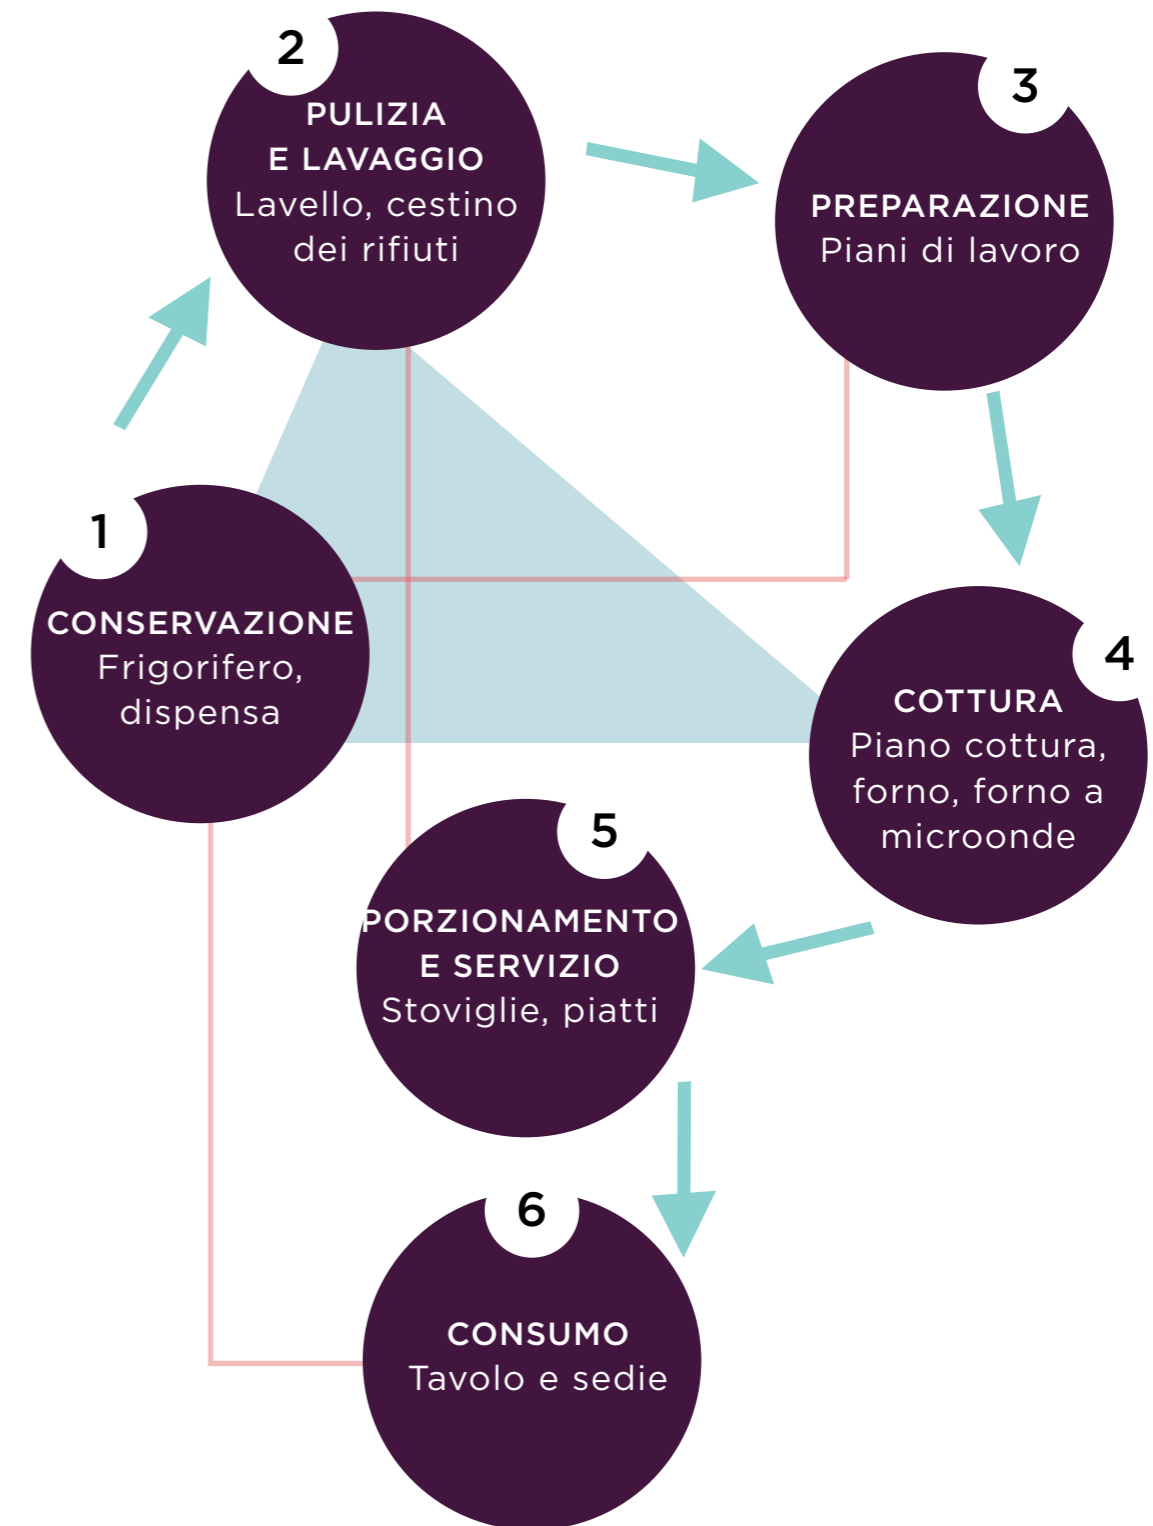 1
CONSERVAZIONE
Frigorifero,
dispensa
2
PULIZIA
E LAVAGGIO
Lavello, cestino
dei rifiuti
3
PREPARAZIONE
Piani di lavoro
4
COTTURA
Piano cottura,
forno, forno a
microonde
5
PORZIONAMENTO
E SERVIZIO
Stoviglie, piatti
6
CONSUMO
Tavolo e sedie